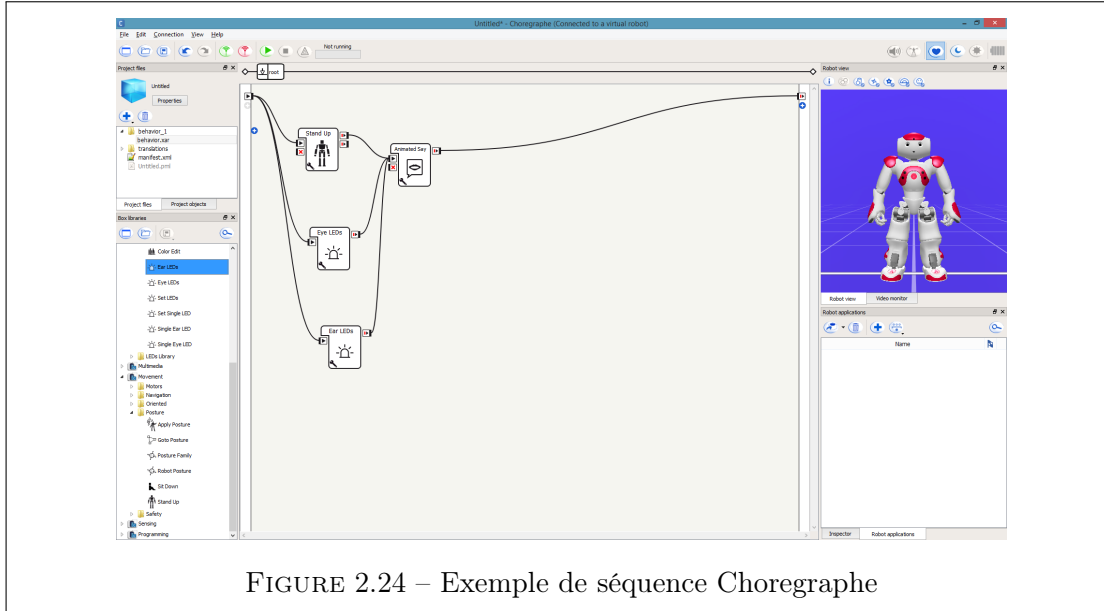 Untitled* - Choregraphe (Connected to a virtual robot)
File Edit Connection View Help
Not running
Project files
Untitled
Properties
behavior_1
behavior.xar
translations
manifest.xml
Untitled.pml
Project files Project objects
Box libraries
Color Edit
Ear LEDs
Eye LEDs
Set LEDs
Set Single LED
Single Ear LED
Single Eye LED
LEDs Library
Multimedia
Movement
Motors
Navigation
Oriented
Posture
Apply Posture
Goto Posture
Posture Family
Robot Posture
Sit Down
Stand Up
Safety
Sensing
Programming
root
Stand Up
Animated Say
Eye LEDs
Ear LEDs
Robot view
Robot view Video monitor
Robot applications
Name
Inspector Robot applications
FIGURE 2.24 – Exemple de séquence Choregraphe